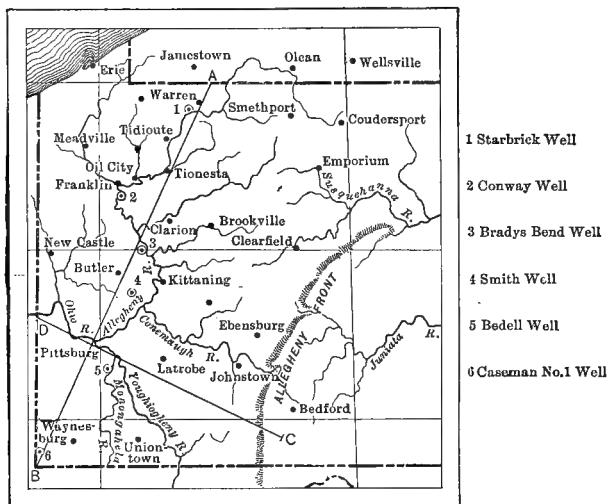 Jamestown
Olean
Wellsville
Erie
A
Warren
1
Smethport
Coudersport
Meadville
Tidioute
Oil City
Tionesta
Emporium
Franklin
2
Susquehanna R.
Clarion
Brookville
New Castle
3
Clearfield
Butler
R.
Kittaning
4
Ohio R.
Allegheny
Conemaugh R.
Ebensburg
ALLEGHENY FRONT
D
Pittsburg
Latrobe
Johnstown
Juniata R.
5
Monongahela R.
Youghiogheny R.
Bedford
C
Waynes-
burg
Union-
town
6
B
1 Starbrick Well
2 Conway Well
3 Bradys Bend Well
4 Smith Well
5 Bedell Well
6 Caseman No.1 Well